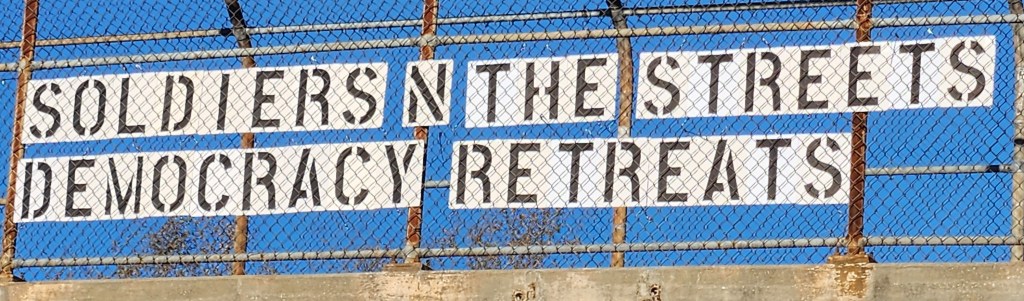 SOLDIERS N THE STREETS
DEMOCRACY RETREATS